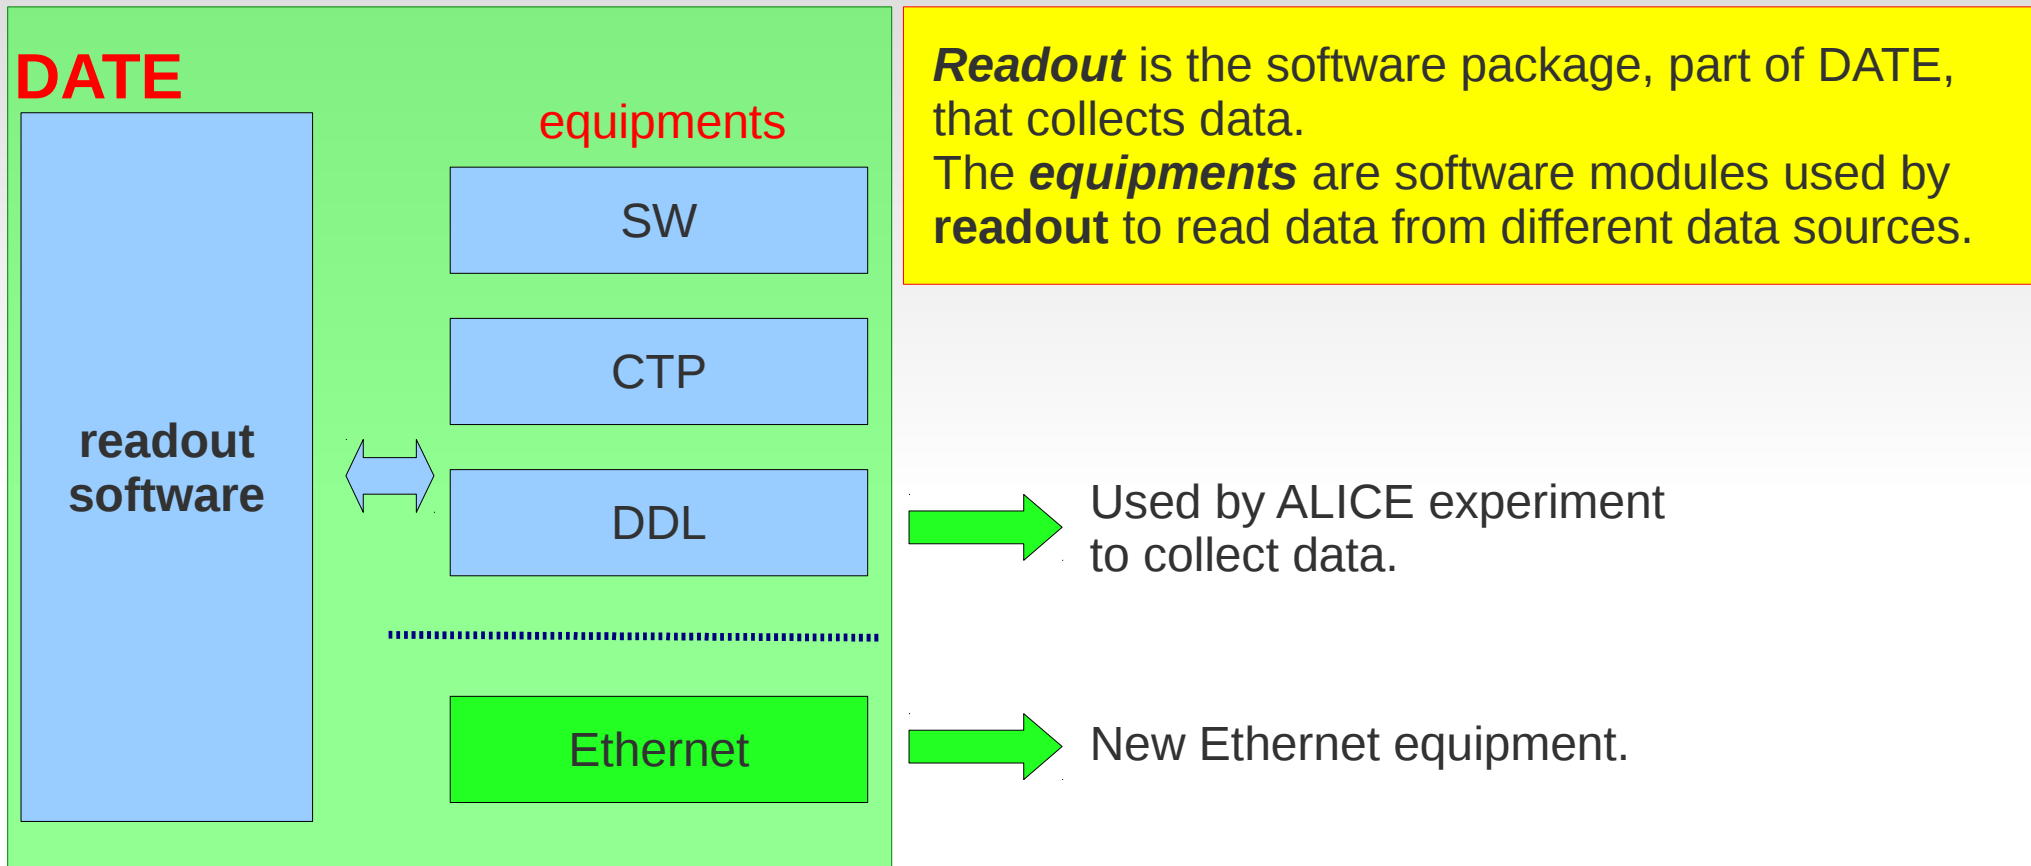 DATE
equipments
readout
software
SW
CTP
DDL
Ethernet
Readout is the software package, part of DATE,
that collects data.
The equipments are software modules used by
readout to read data from different data sources.
Used by ALICE experiment
to collect data.
New Ethernet equipment.